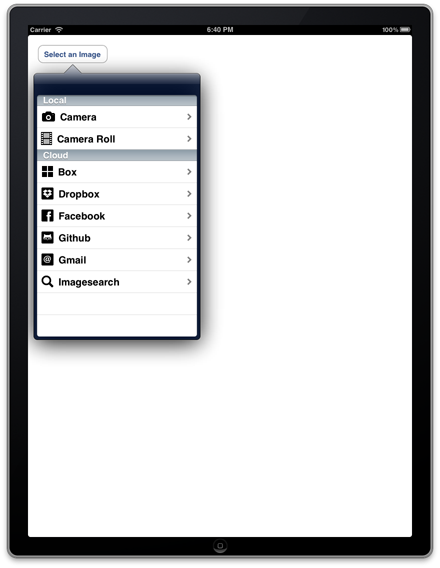 Carrier 6:40 PM 100%
Select an Image
Local
Camera
Camera Roll
Cloud
Box
Dropbox
Facebook
Github
Gmail
Imagesearch